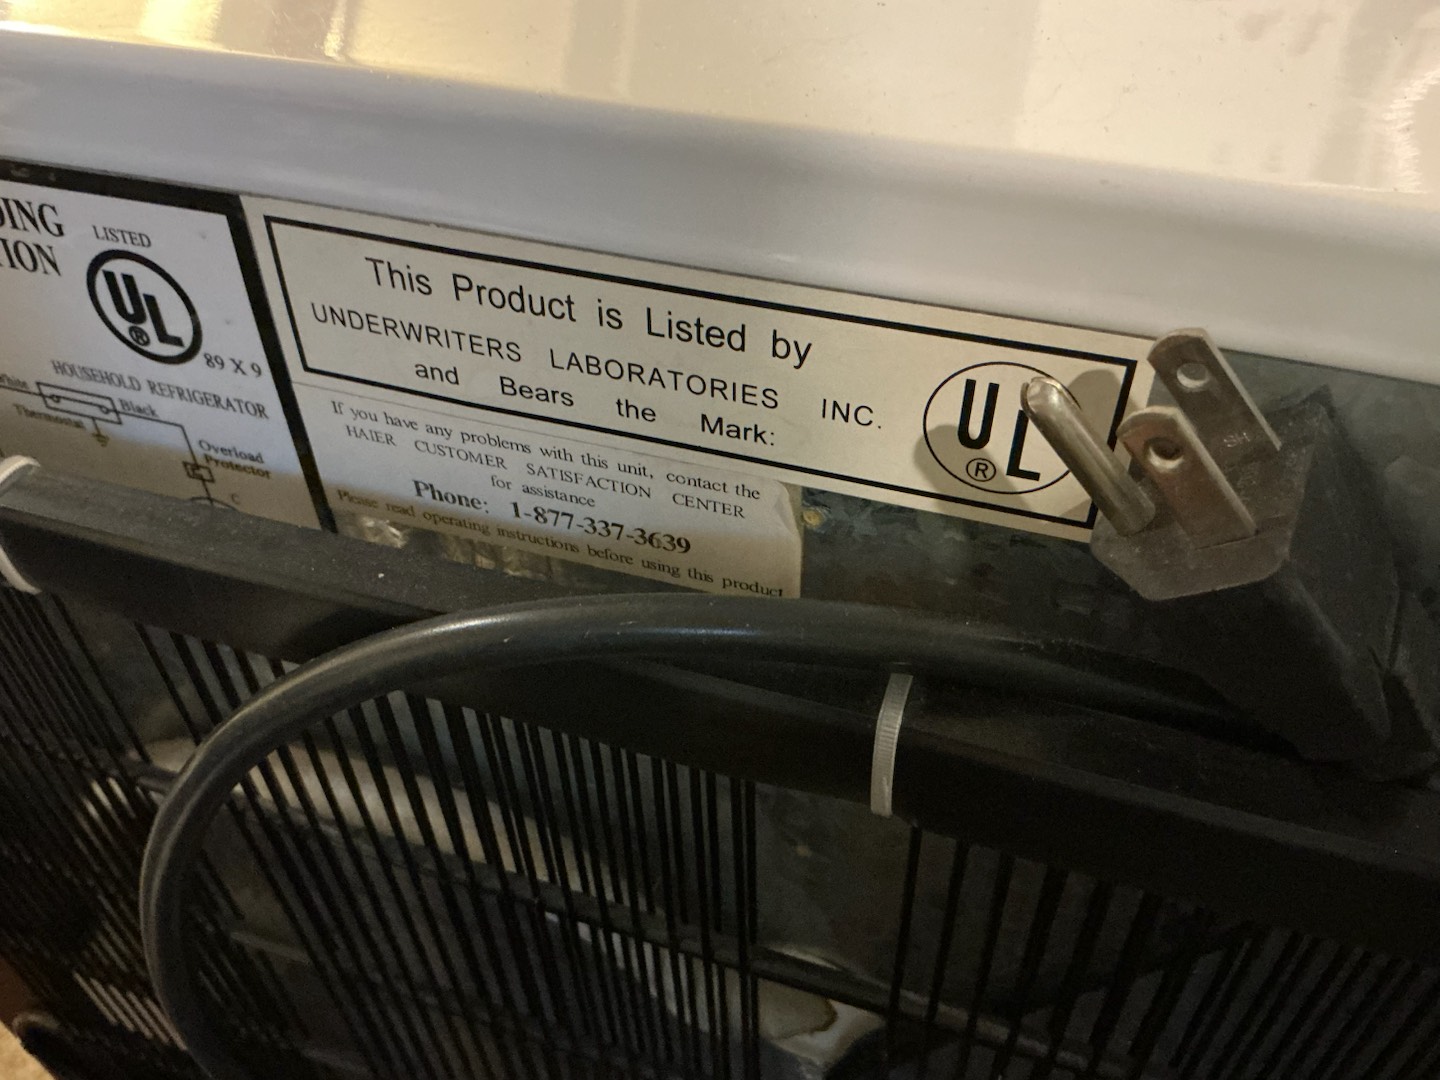 DING
TION
LISTED
UL
®
89 X 9
HOUSEHOLD REFRIGERATOR
White
Black
Thermostat
Overload
Protector
C
This Product is Listed by
UNDERWRITERS LABORATORIES INC.
and Bears the Mark:
UL
®
If you have any problems with this unit, contact the
HAIER CUSTOMER SATISFACTION CENTER
for assistance
Phone: 1-877-337-3639
Please read operating instructions before using this product